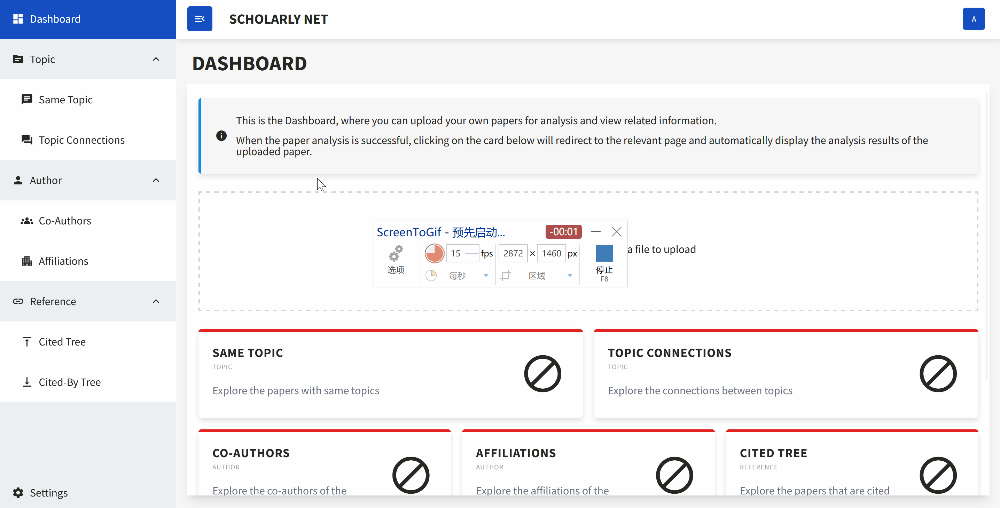 Dashboard
SCHOLARLY NET
A
Topic
Same Topic
Topic Connections
Author
Co-Authors
Affiliations
Reference
Cited Tree
Cited-By Tree
Settings
DASHBOARD
This is the Dashboard, where you can upload your own papers for analysis and view related information.
When the paper analysis is successful, clicking on the card below will redirect to the relevant page and automatically display the analysis results of the
uploaded paper.
ScreenToGif - 预先启动...
-00:01
选项
15 fps
2872 × 1460 px
每秒
区域
停止
F8
a file to upload
SAME TOPIC
TOPIC
Explore the papers with same topics
TOPIC CONNECTIONS
TOPIC
Explore the connections between topics
CO-AUTHORS
AUTHOR
Explore the co-authors of the
AFFILIATIONS
AUTHOR
Explore the affiliations of the
CITED TREE
REFERENCE
Explore the papers that are cited